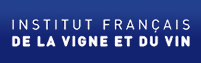 INSTITUT FRANÇAIS
DE LA VIGNE ET DU VIN